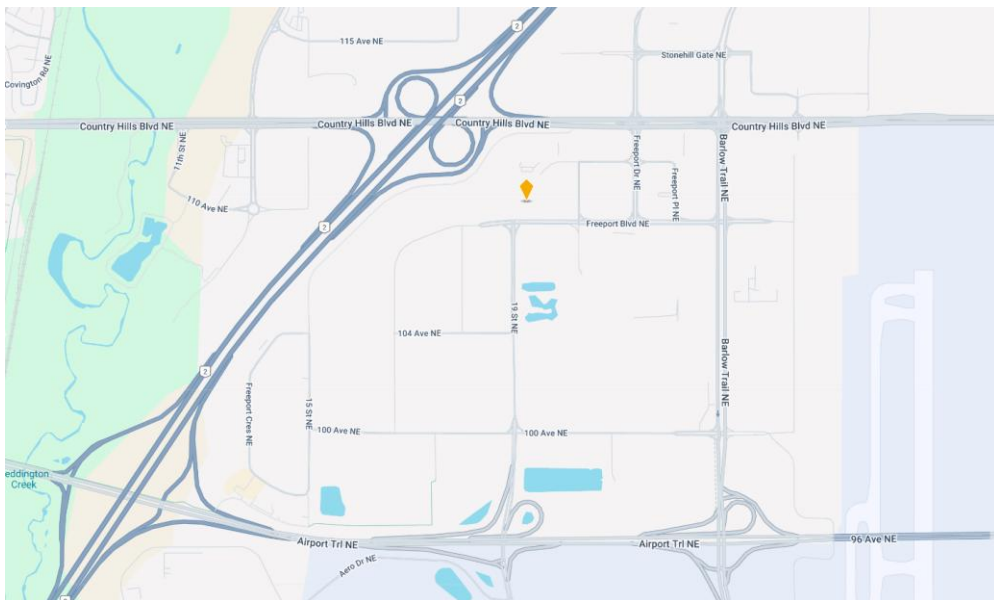 2
115 Ave NE
Stonehill Gate NE
Covington Rd NE
2
Country Hills Blvd NE
Country Hills Blvd NE
Country Hills Blvd NE
Country Hills Blvd NE
11th St NE
Freeport Dr NE
Barlow Trail NE
Freeport Pl NE
110 Ave NE
2
Freeport Blvd NE
19 St NE
104 Ave NE
Barlow Trail NE
2
Freeport Cres NE
15 St NE
100 Ave NE
100 Ave NE
eddington
Creek
Airport Trl NE
Airport Trl NE
96 Ave NE
Aero Dr NE
2